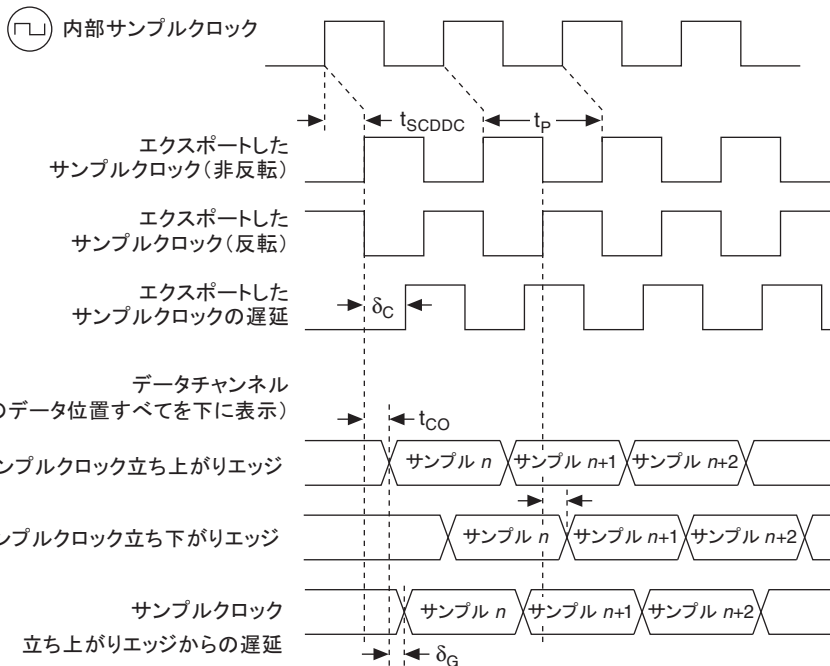 内部サンプルクロック
tSCDDC
tP
エクスポートした
サンプルクロック(非反転)
エクスポートした
サンプルクロック(反転)
エクスポートした
サンプルクロックの遅延
δC
データチャンネル
のデータ位置すべてを下に表示)
tCO
ンプルクロック立ち上がりエッジ
サンプル n
サンプル n+1
サンプル n+2
ンプルクロック立ち下がりエッジ
サンプル n
サンプル n+1
サンプル n+2
サンプルクロック
立ち上がりエッジからの遅延
サンプル n
サンプル n+1
サンプル n+2
δG